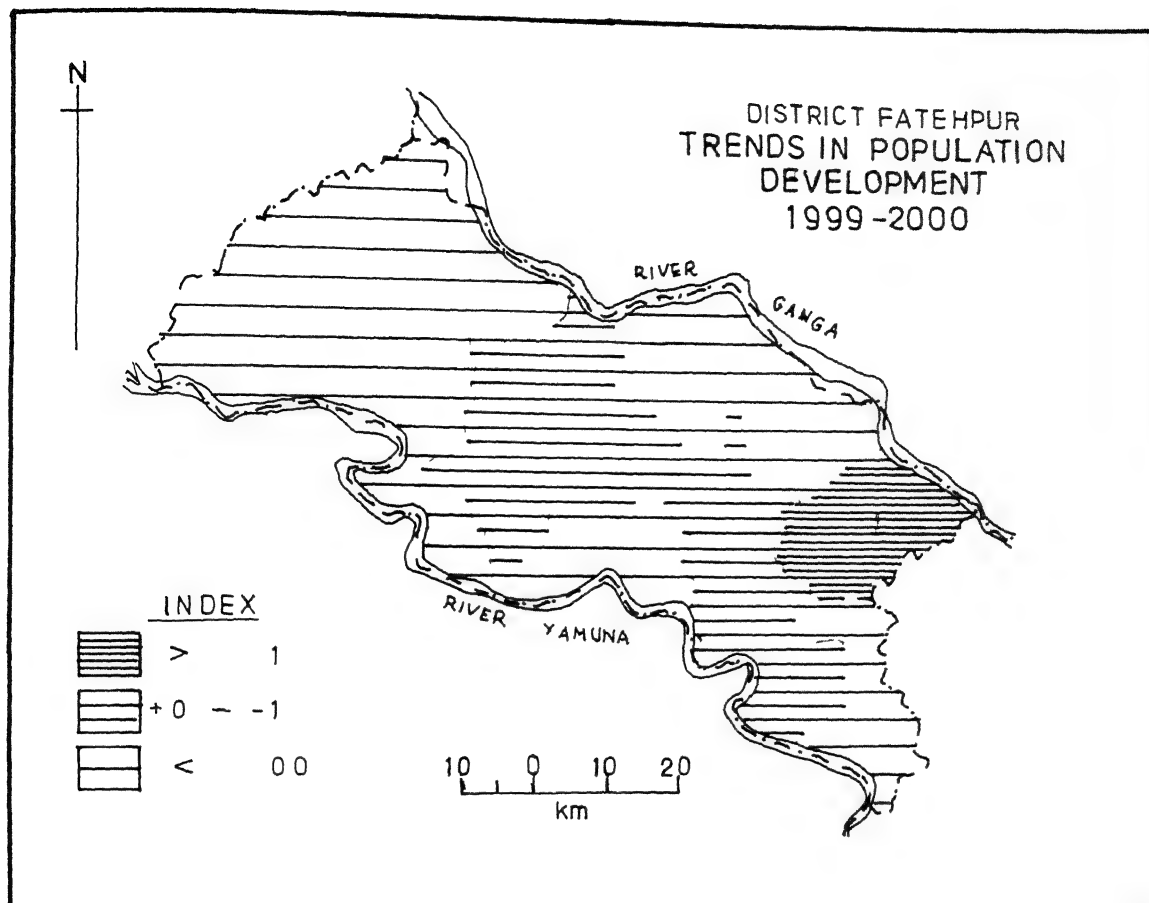 N
DISTRICT FATEHPUR
TRENDS IN POPULATION
DEVELOPMENT
1999-2000
RIVER GANGA
RIVER YAMUNA
INDEX
> 1
+0 - -1
< 00
10 0 10 20
km